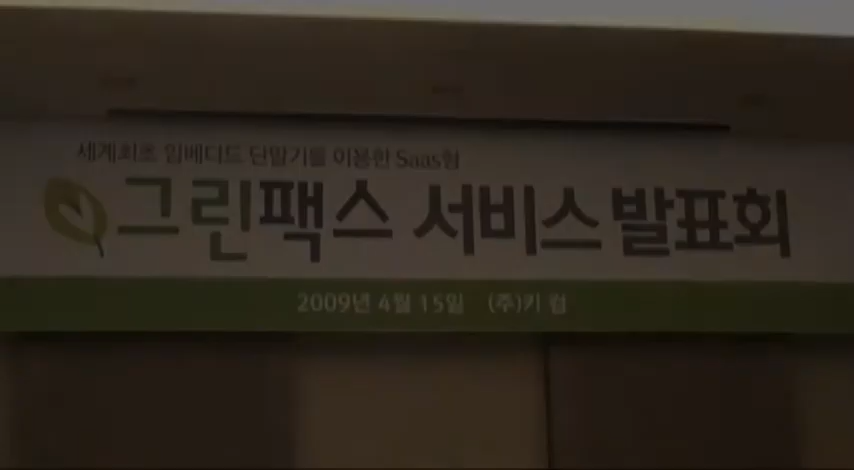 세계최초 임베디드 단말기를 이용한 Saas형
그린팩스 서비스 발표회
2009년 4월 15일 (주)키 컴